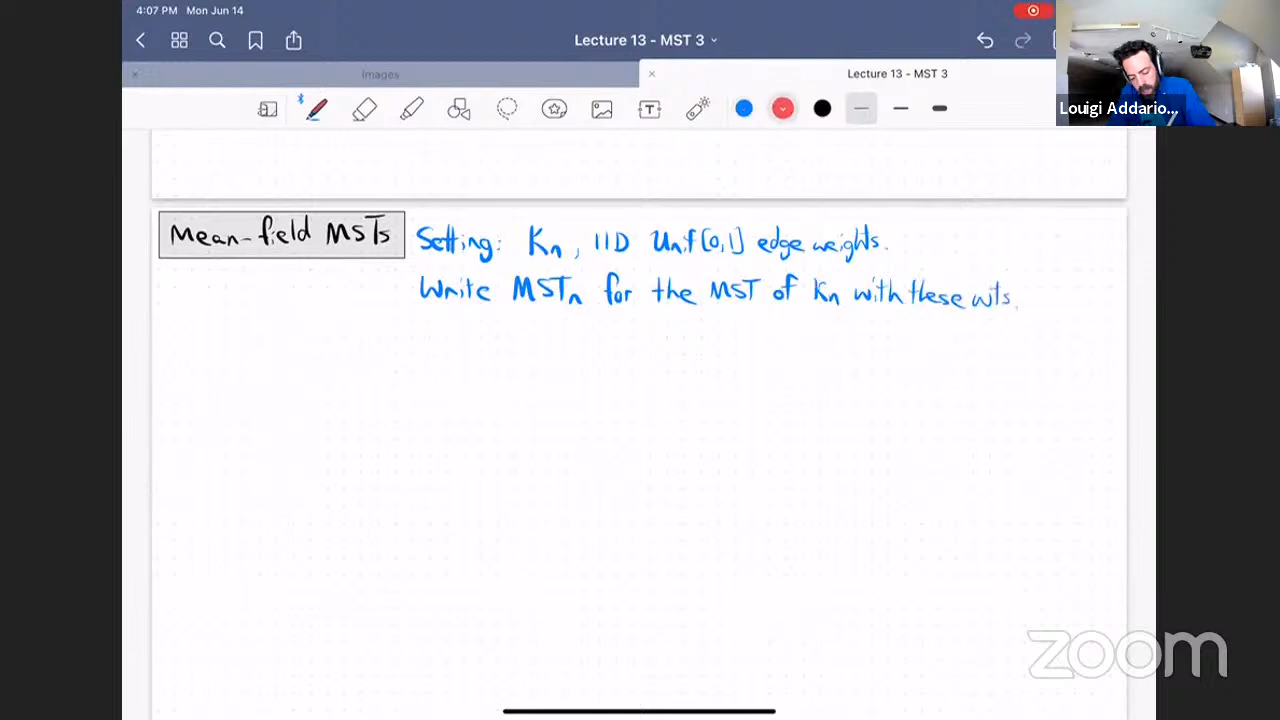 4:07 PM Mon Jun 14
Lecture 13 - MST 3
Images
Lecture 13 - MST 3
Louigi Addario...
Mean-field MSTs
Setting: Kn, IID Unif[0,1] edge weights.
Write MSTn for the MST of Kn with these wts.
zoom